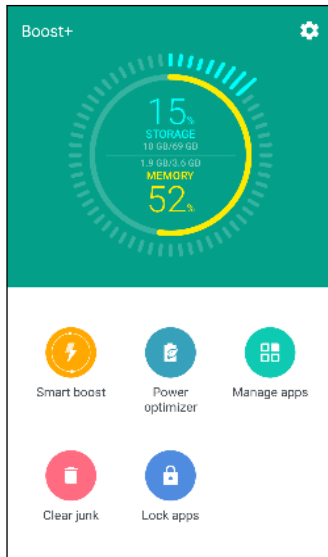 Boost+
15%
STORAGE
10 GB/69 GB
1.9 GB/3.6 GB
MEMORY
52%
Smart boost
Power
optimizer
Manage apps
Clear junk
Lock apps